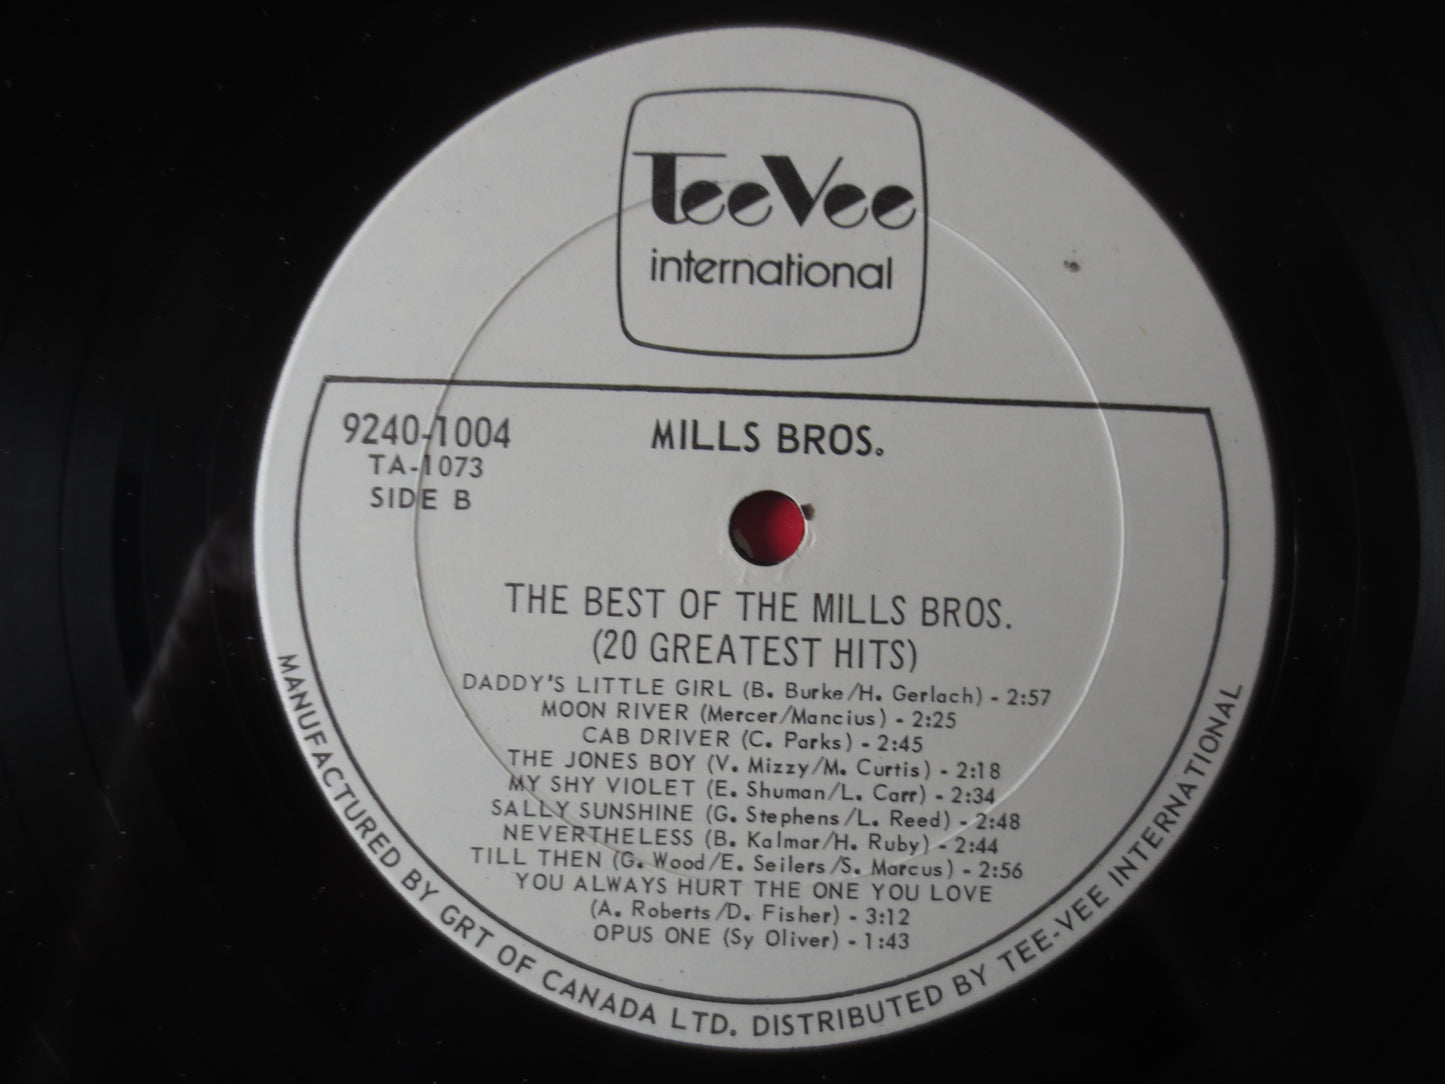 TeeVee
international
9240-1004
TA-1073
SIDE B
MILLS BROS.
THE BEST OF THE MILLS BROS.
(20 GREATEST HITS)
DADDY'S LITTLE GIRL (B. Burke/H. Gerlach) - 2:57
MOON RIVER (Mercer/Mancius) - 2:25
CAB DRIVER (C. Parks) - 2:45
THE JONES BOY (V. Mizzy/M. Curtis) - 2:18
MY SHY VIOLET (E. Shuman/L. Carr) - 2:34
SALLY SUNSHINE (G. Stephens/L. Reed) - 2:48
NEVERTHELESS (B. Kalmar/H. Ruby) - 2:44
TILL THEN (G. Wood/E. Seilers/S. Marcus) - 2:56
YOU ALWAYS HURT THE ONE YOU LOVE
(A. Roberts/D. Fisher) - 3:12
OPUS ONE (Sy Oliver) - 1:43
MANUFACTURED BY GRT OF CANADA LTD. DISTRIBUTED BY TEE-VEE INTERNATIONAL